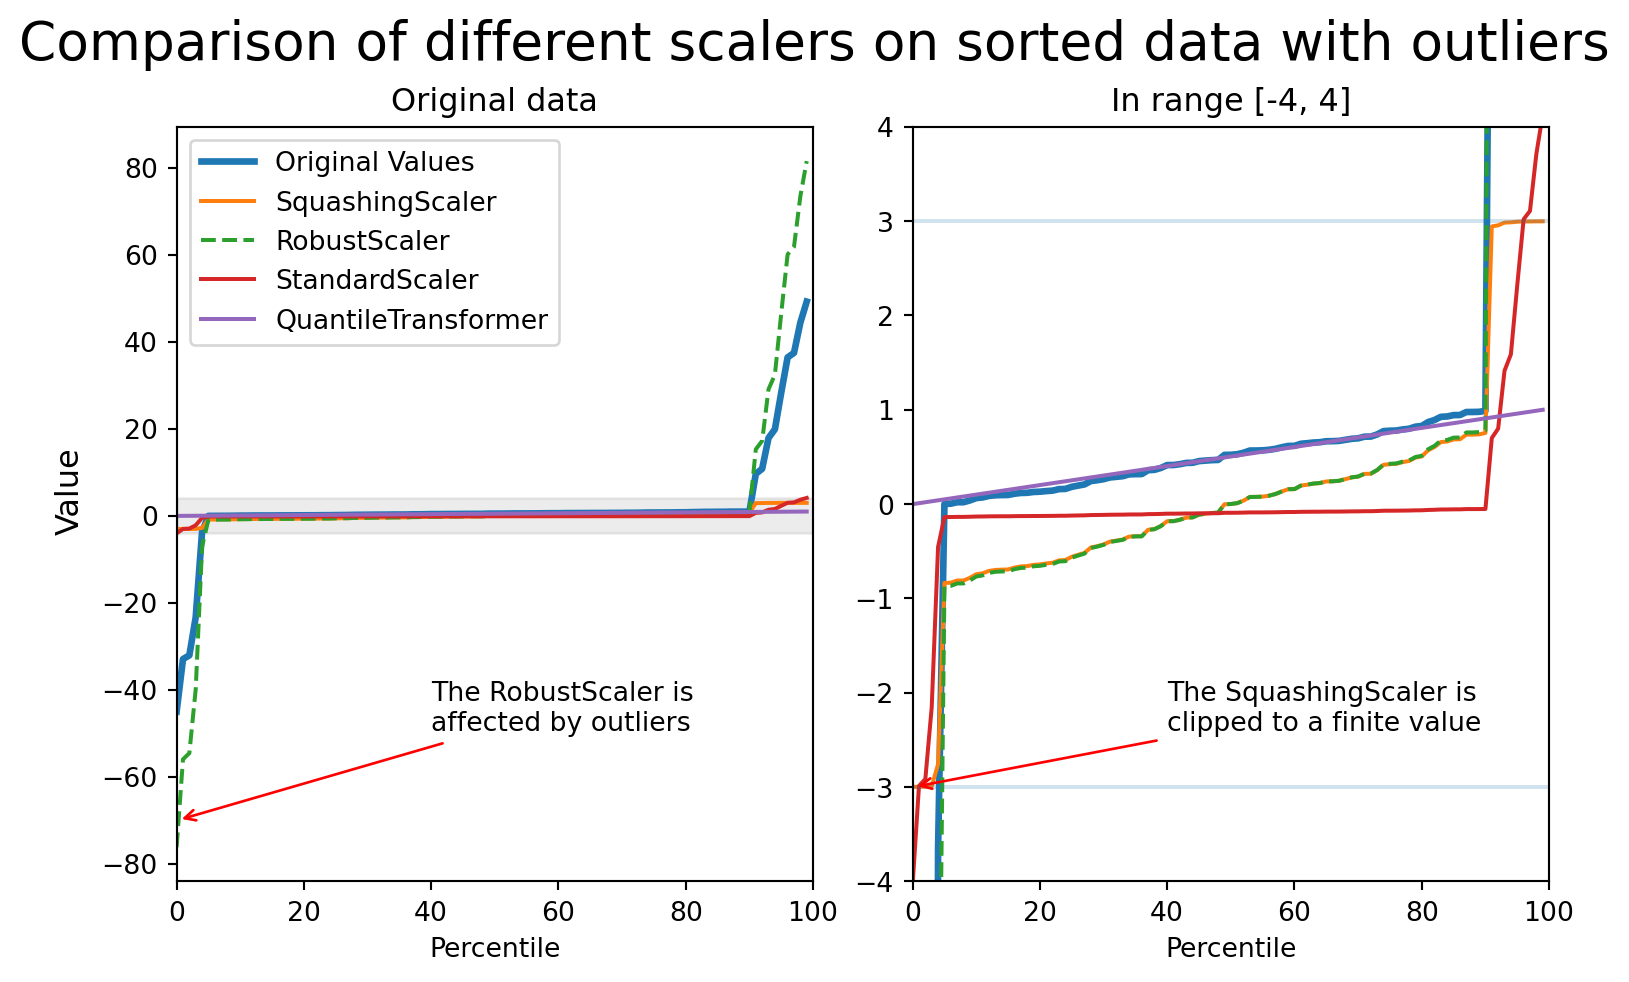 Comparison of different scalers on sorted data with outliers
Original data
Value
80
60
40
20
0
−20
−40
−60
−80
Original Values
SquashingScaler
RobustScaler
StandardScaler
QuantileTransformer
The RobustScaler is
affected by outliers
0 20 40 60 80 100
Percentile
In range [-4, 4]
4
3
2
1
0
−1
−2
−3
−4
The SquashingScaler is
clipped to a finite value
0 20 40 60 80 100
Percentile